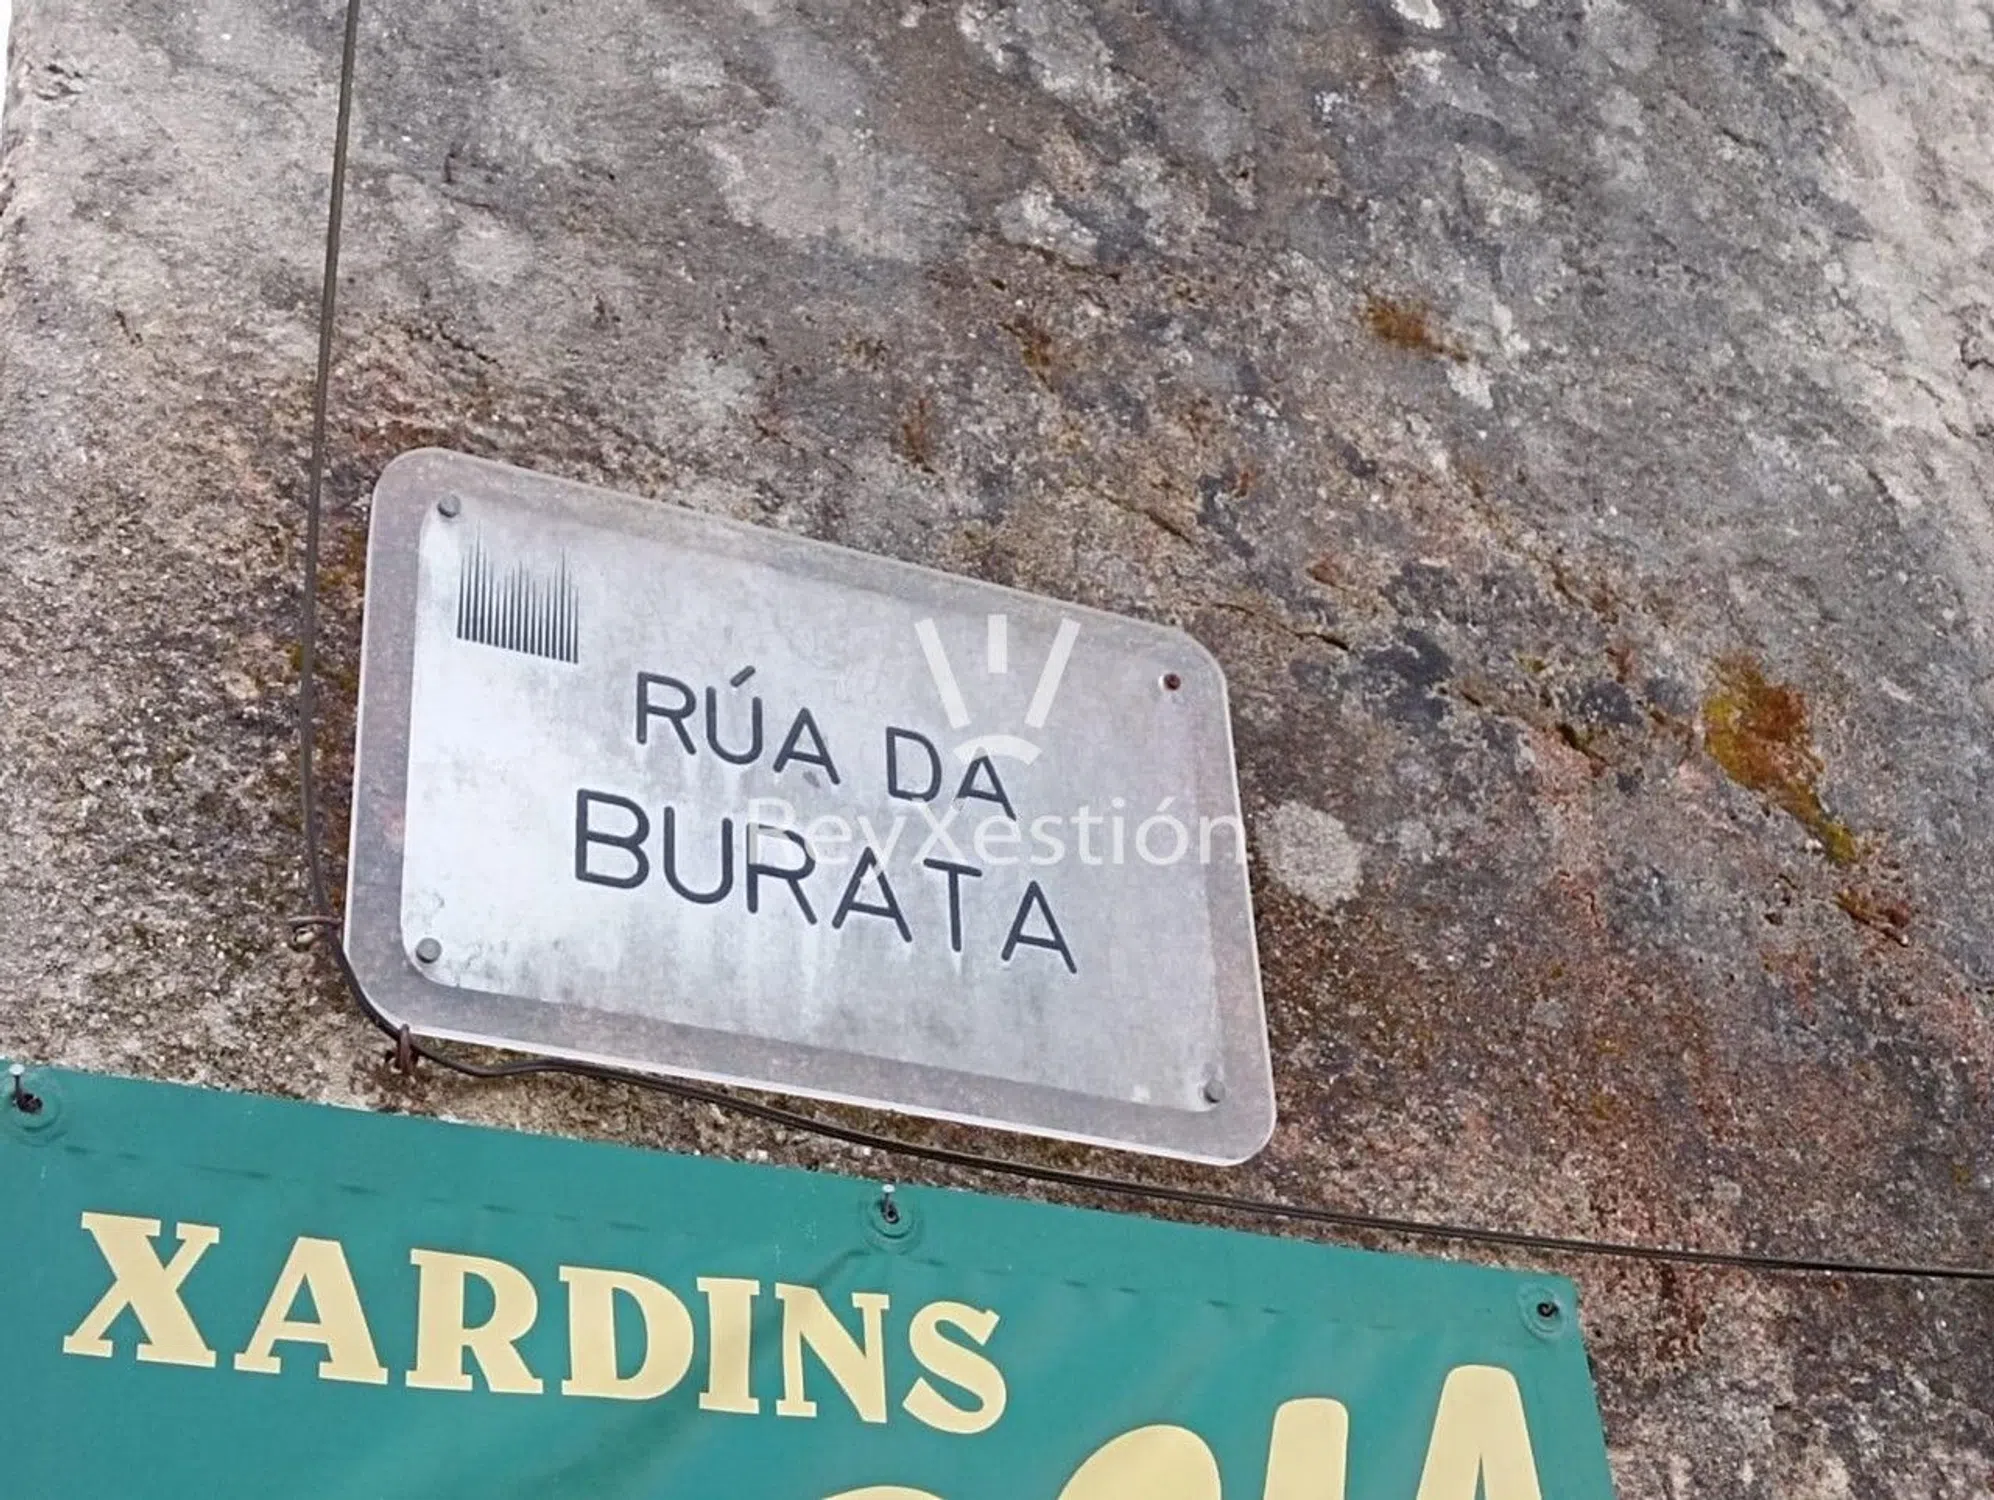 RÚA DA
BURATA
ReyXestión
XARDINS